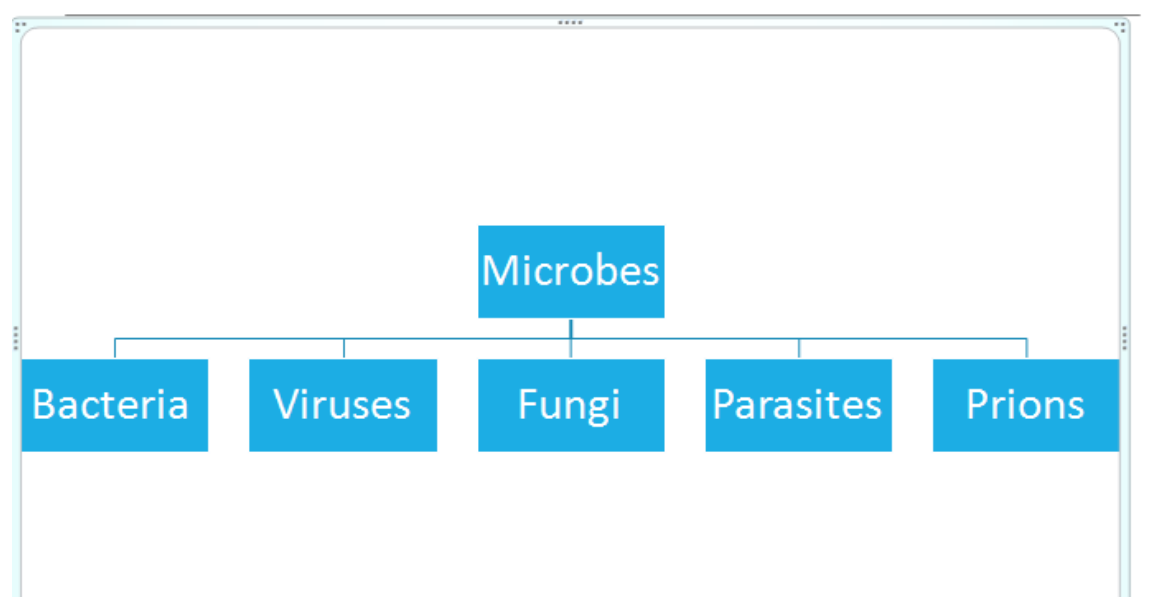 Microbes
Bacteria
Viruses
Fungi
Parasites
Prions